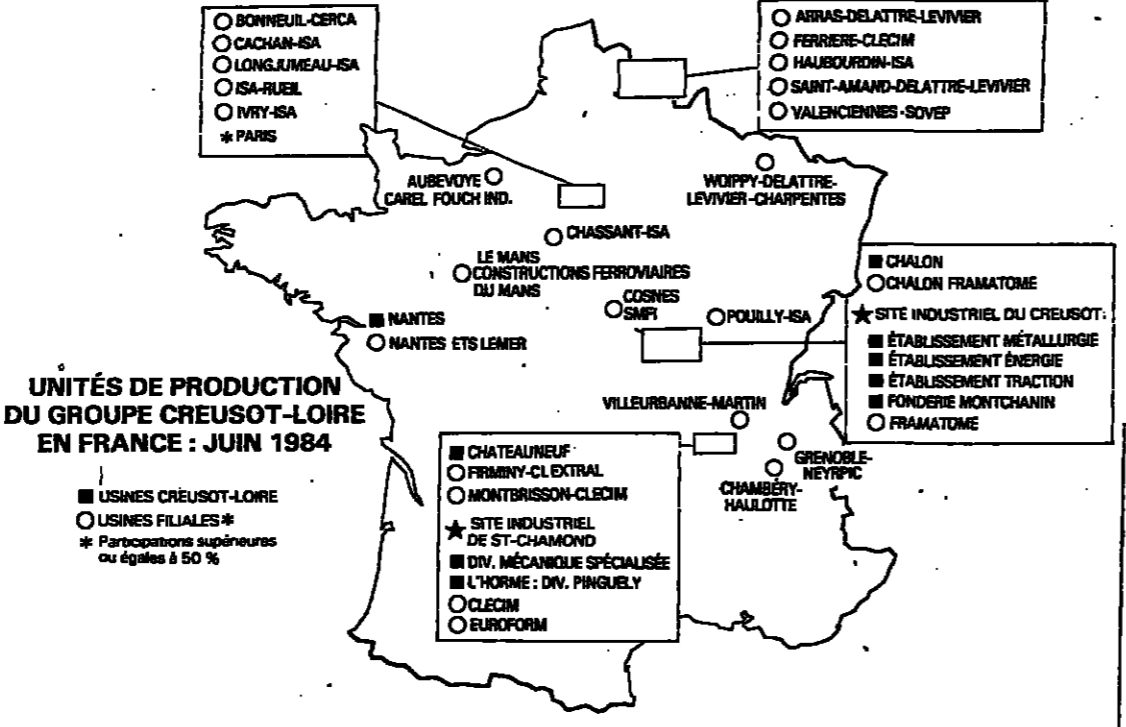 ○ BONNEUIL-CERCA
○ CACHAN-ISA
○ LONGJUMEAU-ISA
○ ISA-RUEIL
○ IVRY-ISA
* PARIS
○ ARRAS-DELATTRE-LEVIVIER
○ FERRIERE-CLECIM
○ HAUBOURDIN-ISA
○ SAINT-AMAND-DELATTRE-LEVIVIER
○ VALENCIENNES-SOVEP
AUBEVOYE ○
CAREL FOUCH IND.
○
WOIPPY-DELATTRE-
LEVIVIER-CHARPENTES
○ CHASSANT-ISA
LE MANS
○ CONSTRUCTIONS FERROVIAIRES
DU MANS
○ COSNES
SMFI
○ POUILLY-ISA
■ NANTES
○ NANTES ETS LEMER
■ CHALON
○ CHALON FRAMATOME
★ SITE INDUSTRIEL DU CREUSOT :
■ ÉTABLISSEMENT MÉTALLURGIE
■ ÉTABLISSEMENT ÉNERGIE
■ ÉTABLISSEMENT TRACTION
■ FONDERIE MONTCHANIN
○ FRAMATOME
UNITÉS DE PRODUCTION
DU GROUPE CREUSOT-LOIRE
EN FRANCE : JUIN 1984
■ USINES CREUSOT-LOIRE
○ USINES FILIALES *
* Participations supérieures
ou égales à 50 %
VILLEURBANNE-MARTIN
○
○ GRENOBLE-
NEYRPIC
○
CHAMBÉRY-
HAULOTTE
■ CHATEAUNEUF
○ FIRMINY-CL EXTRAL
○ MONTBRISSON-CLECIM
★ SITE INDUSTRIEL
DE ST-CHAMOND
■ DIV. MÉCANIQUE SPÉCIALISÉE
■ L'HORME : DIV. PINGUELY
○ CLECIM
○ EUROFORM